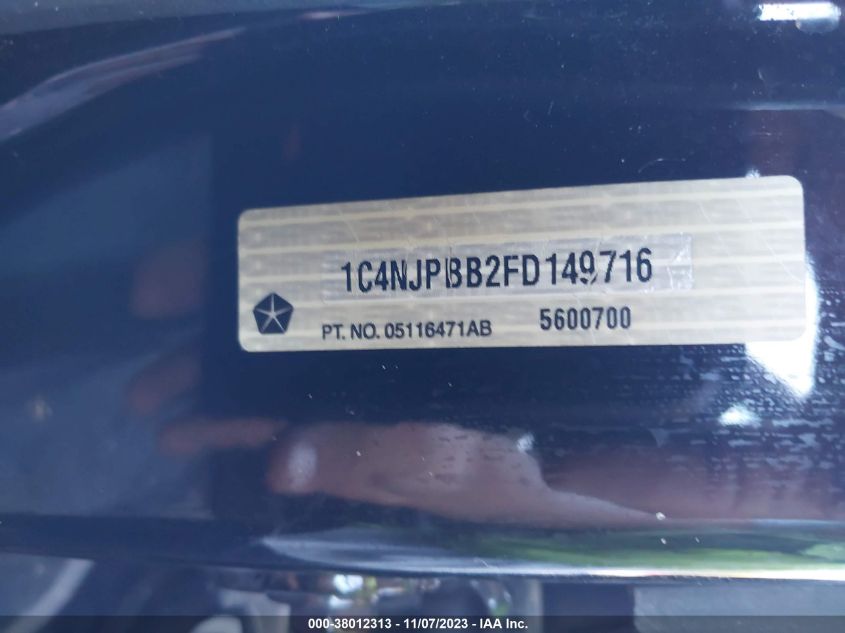 1C4NJPBB2FD149716
PT. NO. 05116471AB 5600700
000-38012313 - 11/07/2023 - IAA Inc.